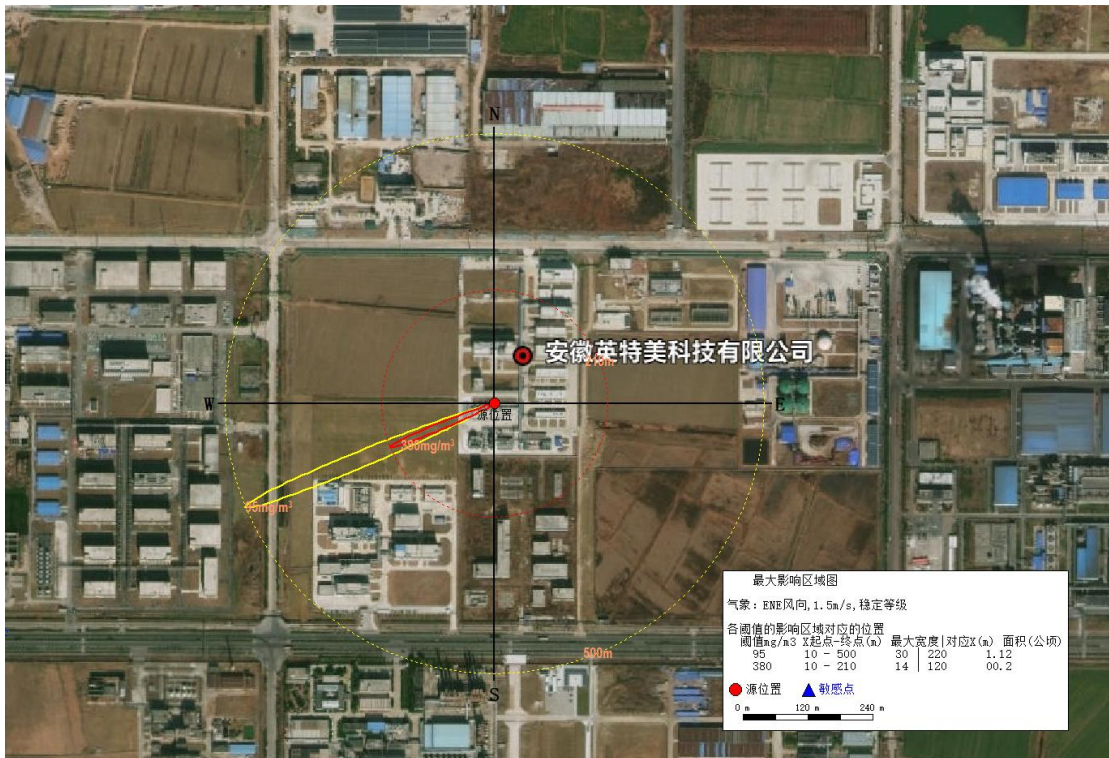 N
安徽英特美科技有限公司
210m
W
E
源位置
380mg/m³
95mg/m³
500m
S
最大影响区域图
气象：ENE风向,1.5m/s,稳定等级
各阈值的影响区域对应的位置
阈值mg/m3 X起点-终点(m) 最大宽度|对应X(m) 面积(公顷)
95 10 - 500 30 | 220 1.12
380 10 - 210 14 | 120 00.2
源位置 敏感点
0 m 120 m 240 m